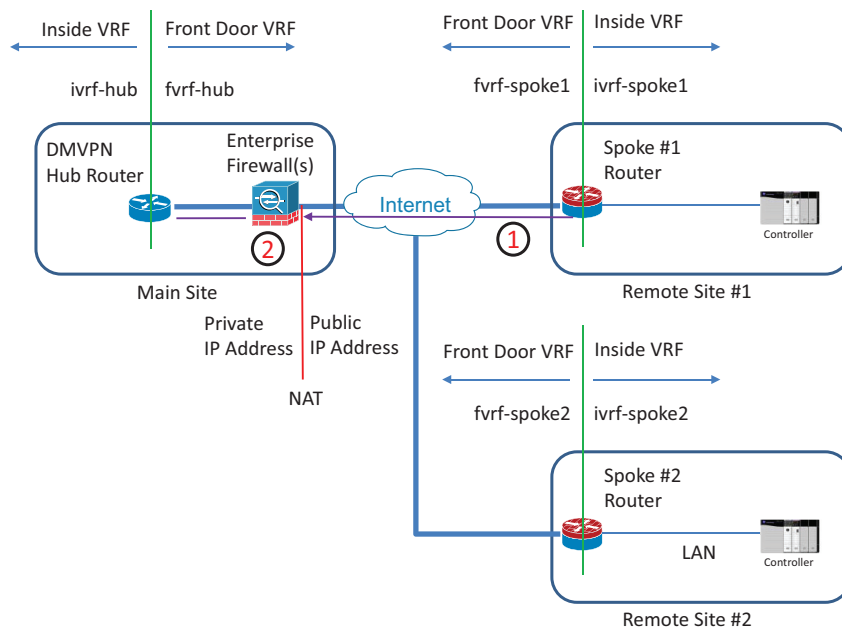 Inside VRF
Front Door VRF
ivrf-hub
fvrf-hub
Front Door VRF
Inside VRF
fvrf-spoke1
ivrf-spoke1
DMVPN
Hub Router
Enterprise
Firewall(s)
Internet
Spoke #1
Router
Controller
1
2
Main Site
Remote Site #1
Private
IP Address
Public
IP Address
NAT
Front Door VRF
Inside VRF
fvrf-spoke2
ivrf-spoke2
Spoke #2
Router
LAN
Controller
Remote Site #2